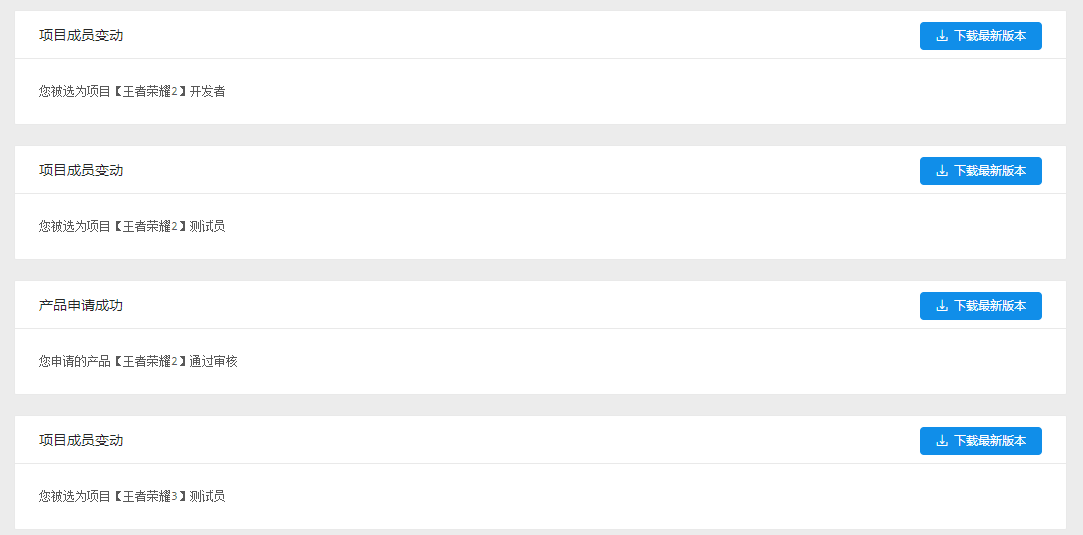 项目成员变动
下载最新版本
您被选为项目【王者荣耀2】开发者
项目成员变动
下载最新版本
您被选为项目【王者荣耀2】测试员
产品申请成功
下载最新版本
您申请的产品【王者荣耀2】通过审核
项目成员变动
下载最新版本
您被选为项目【王者荣耀3】测试员